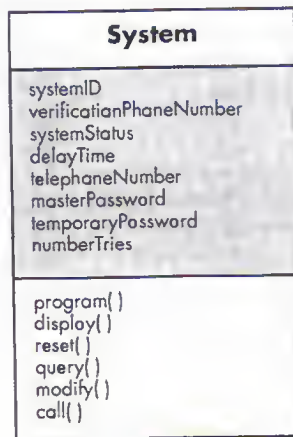 System
systemID
verificationPhoneNumber
systemStatus
delayTime
telephoneNumber
masterPassword
temporaryPassword
numberTries
program( )
display( )
reset( )
query( )
modify( )
call( )